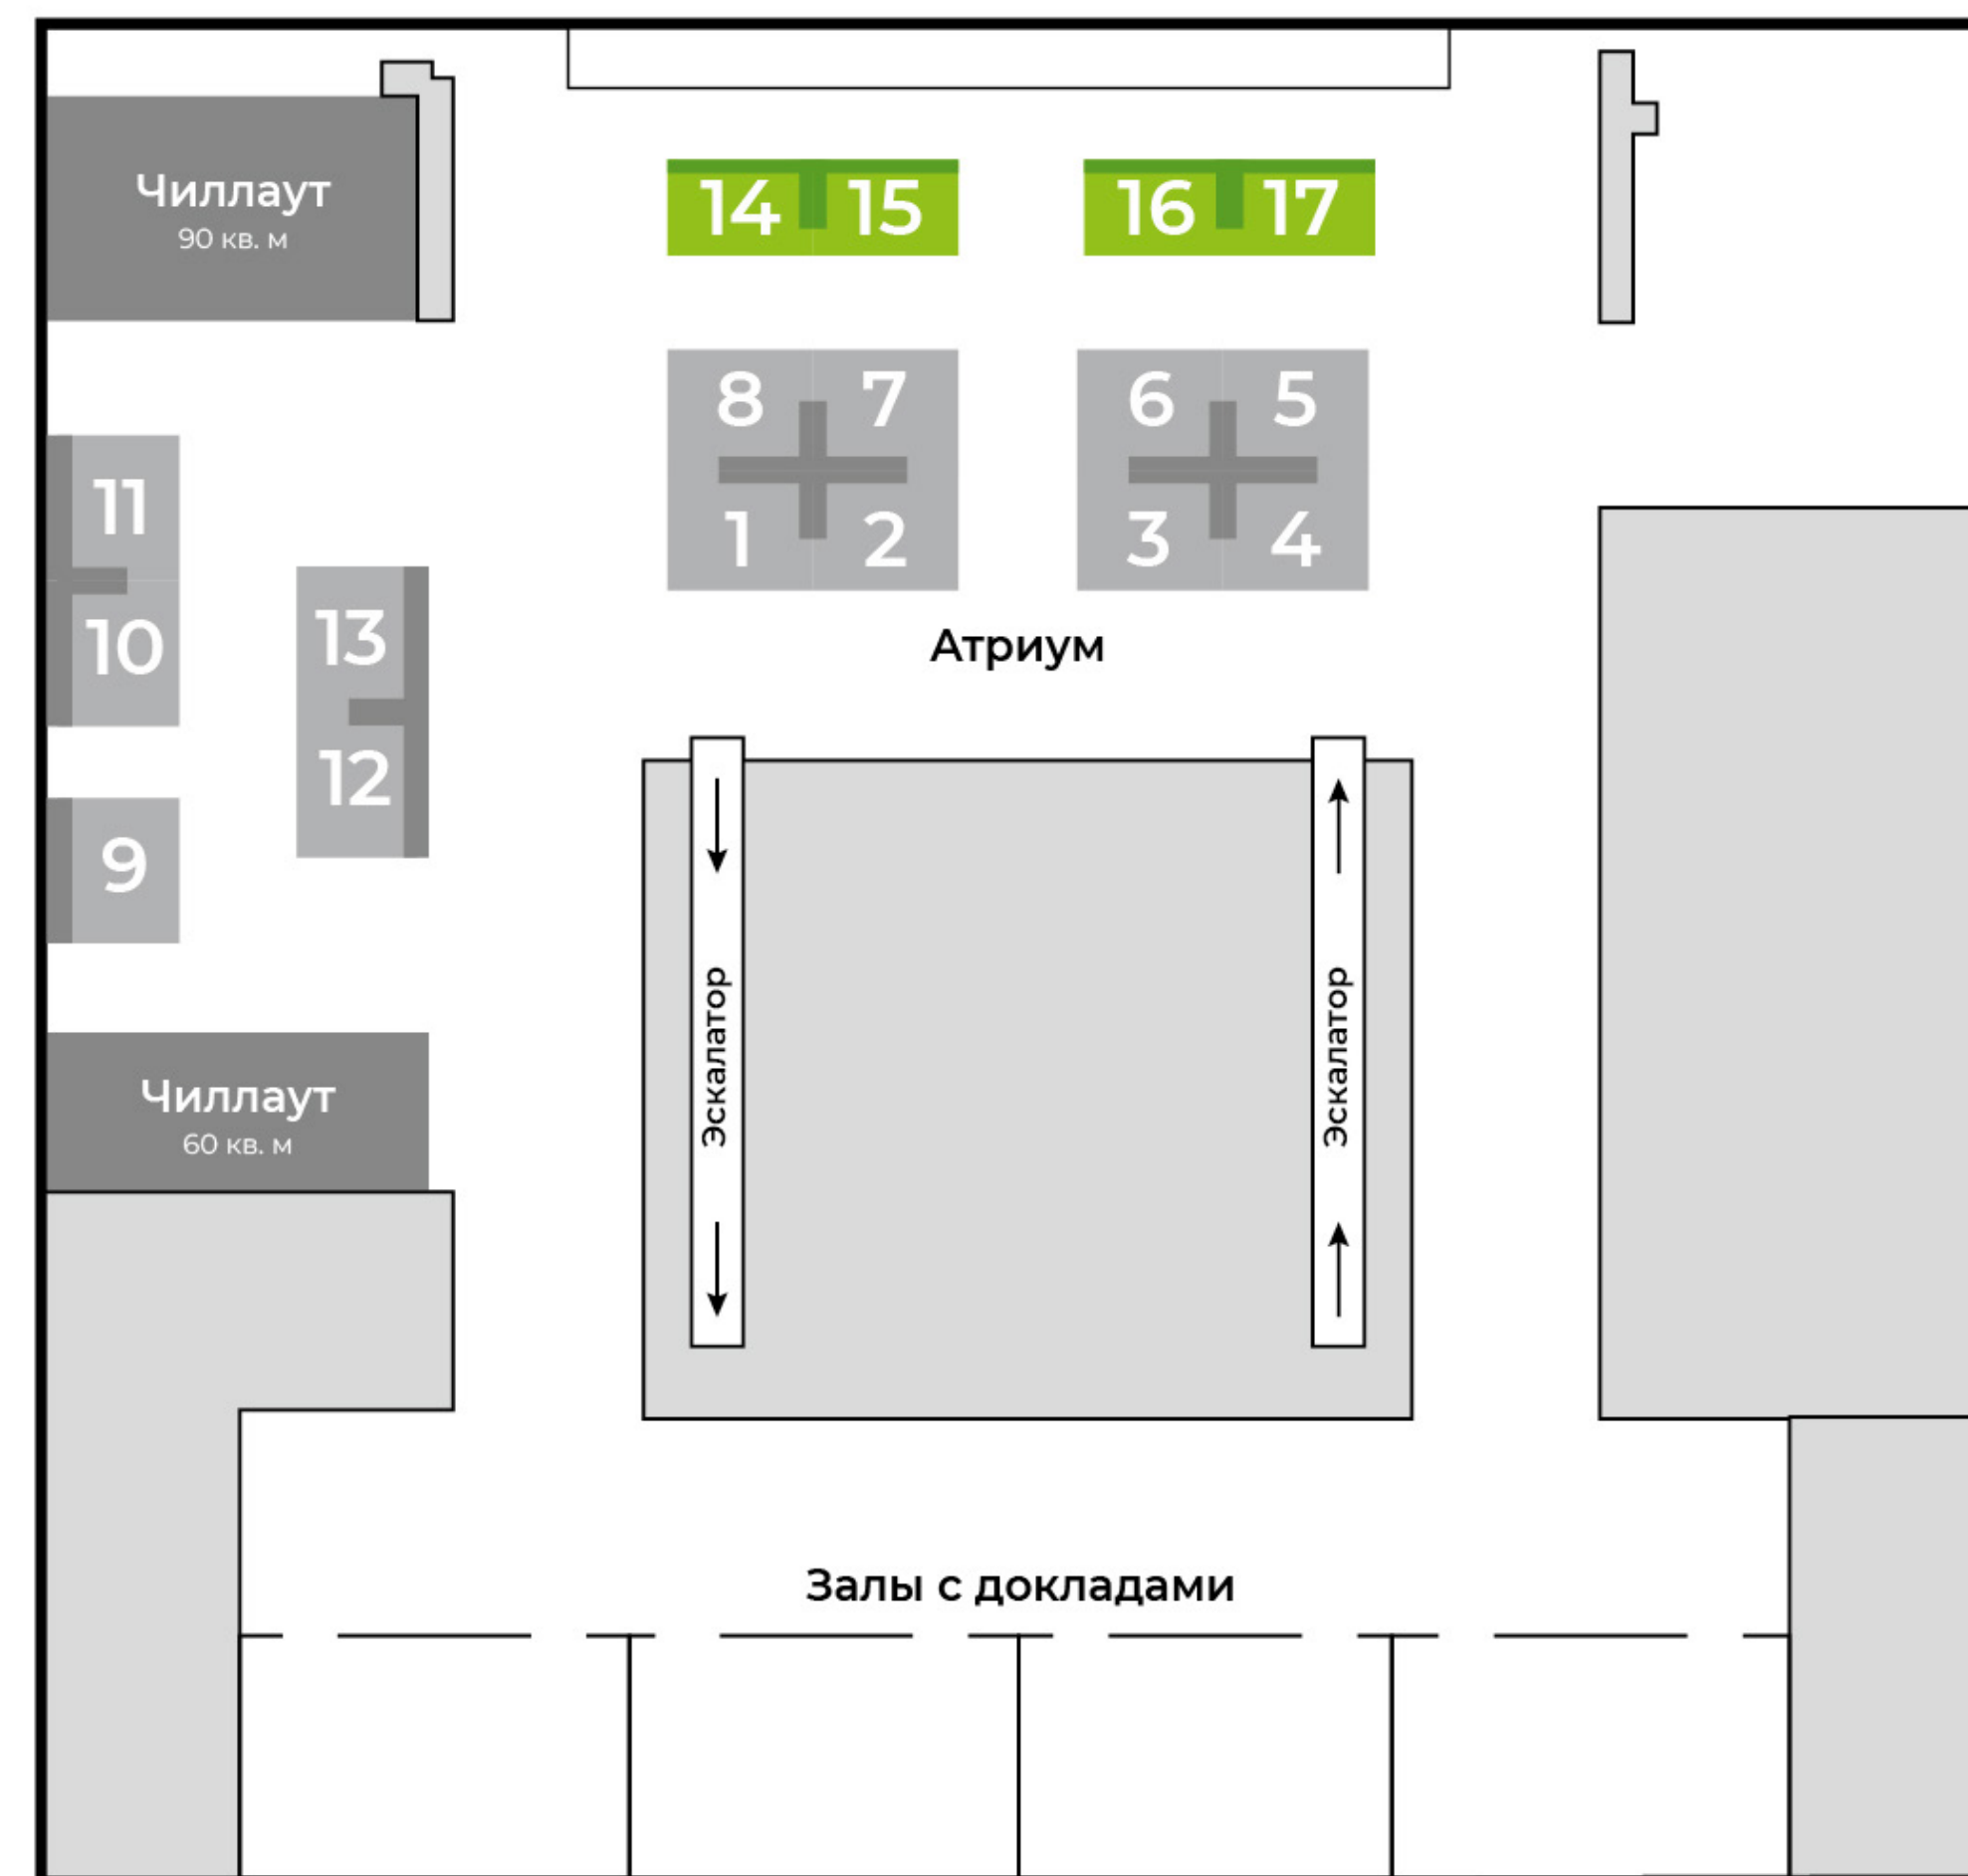 Чиллаут
90 кв. м
14 15 16 17
8 7 6 5
11
1 2 3 4
10
13
Атриум
12
9
Эскалатор
Эскалатор
Чиллаут
60 кв. м
Залы с докладами